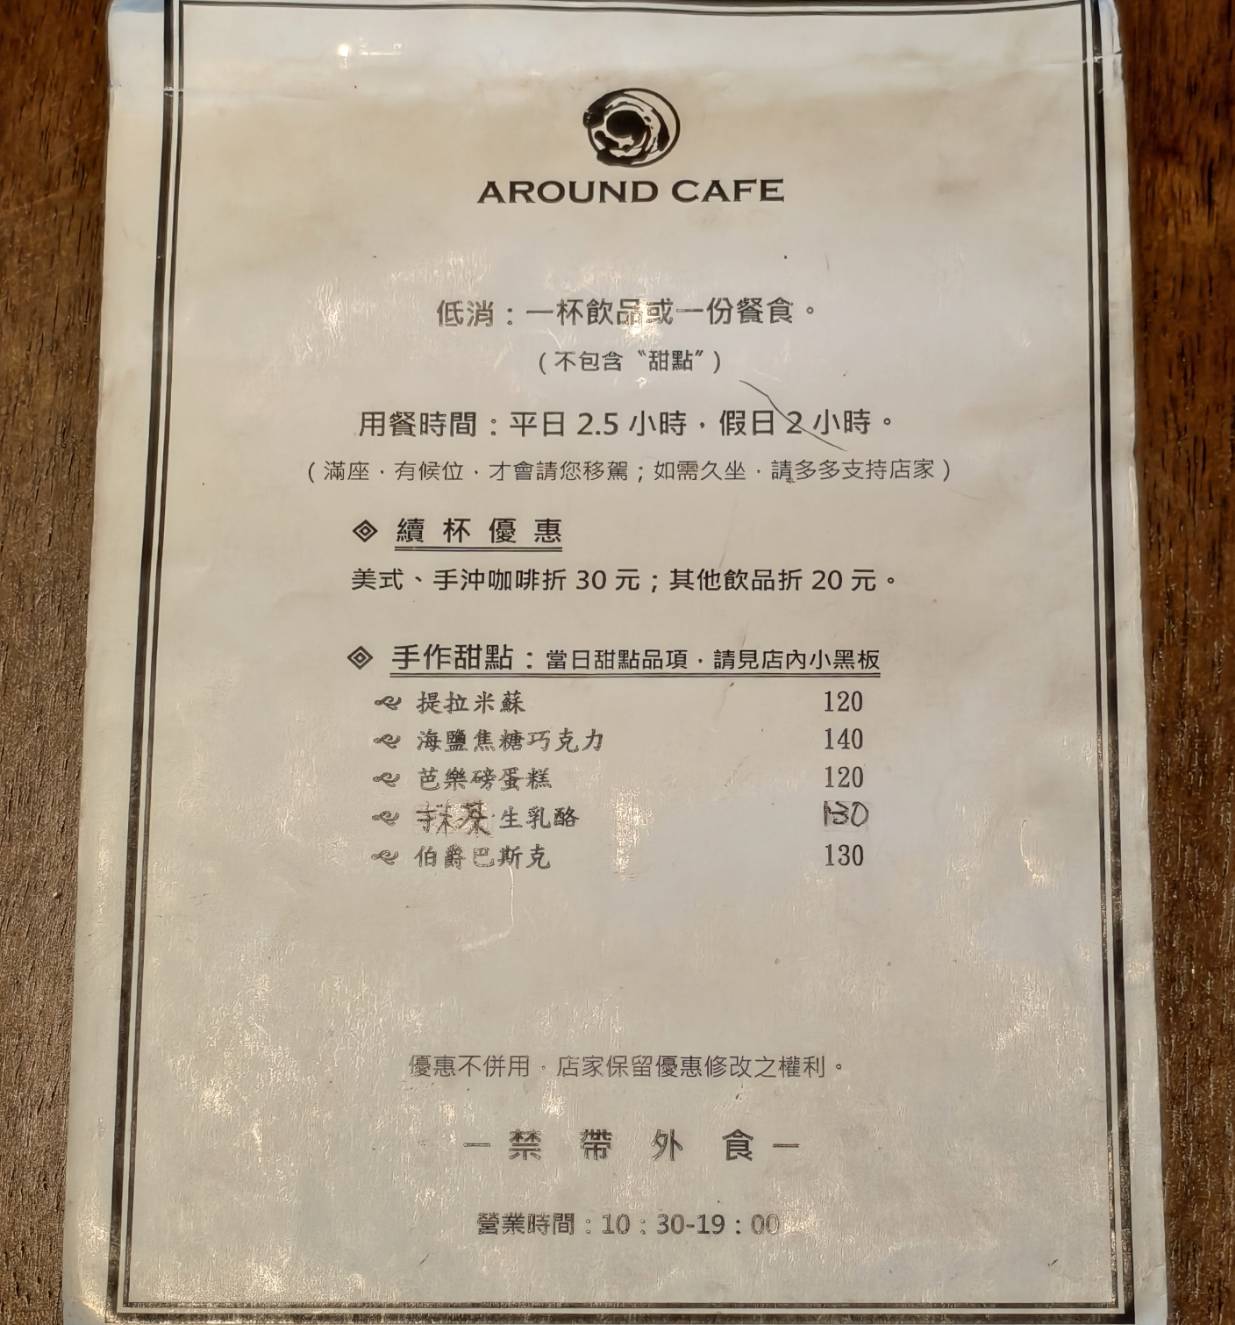 AROUND CAFE
低消：一杯飲品或一份餐食。
（不包含〝甜點〞）
用餐時間：平日 2.5 小時，假日 2 小時。
（滿座，有候位，才會請您移駕；如需久坐，請多多支持店家）
續杯優惠
美式、手沖咖啡折 30 元；其他飲品折 20 元。
手作甜點：當日甜點品項，請見店內小黑板
提拉米蘇 120
海鹽焦糖巧克力 140
芭樂磅蛋糕 120
抹茶生乳酪 130
伯爵巴斯克 130
優惠不併用，店家保留優惠修改之權利。
—禁 帶 外 食—
營業時間：10：30-19：00